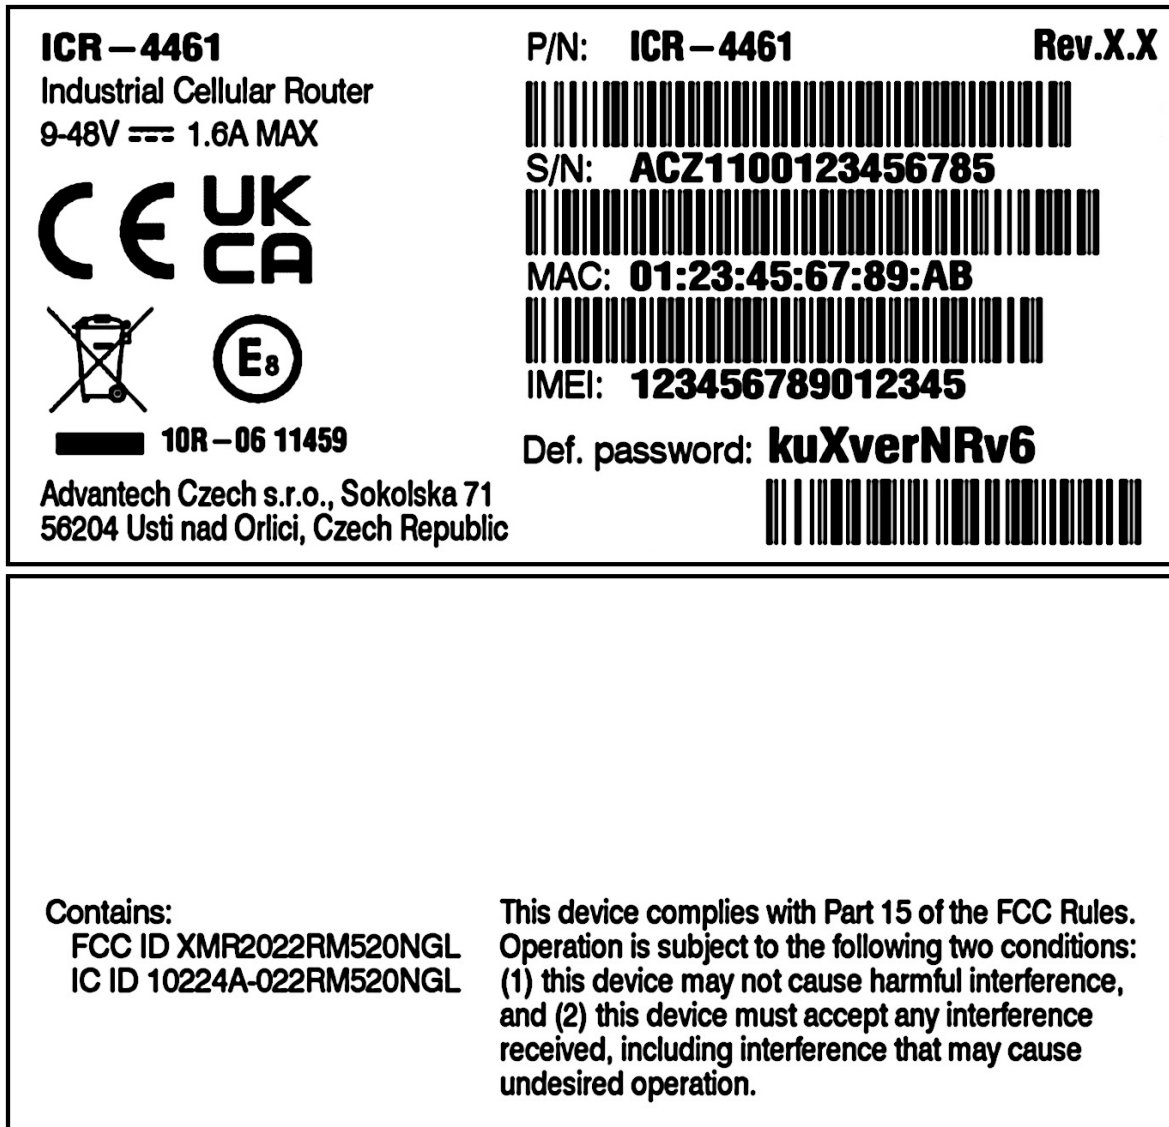 ICR-4461
Industrial Cellular Router
9-48V 1.6A MAX
CE UK
CA
E8
10R-06 11459
Advantech Czech s.r.o., Sokolska 71
56204 Usti nad Orlici, Czech Republic
P/N: ICR-4461 Rev.X.X
S/N: ACZ1100123456785
MAC: 01:23:45:67:89:AB
IMEI: 123456789012345
Def. password: kuXverNRv6
Contains:
FCC ID XMR2022RM520NGL
IC ID 10224A-022RM520NGL
This device complies with Part 15 of the FCC Rules.
Operation is subject to the following two conditions:
(1) this device may not cause harmful interference,
and (2) this device must accept any interference
received, including interference that may cause
undesired operation.